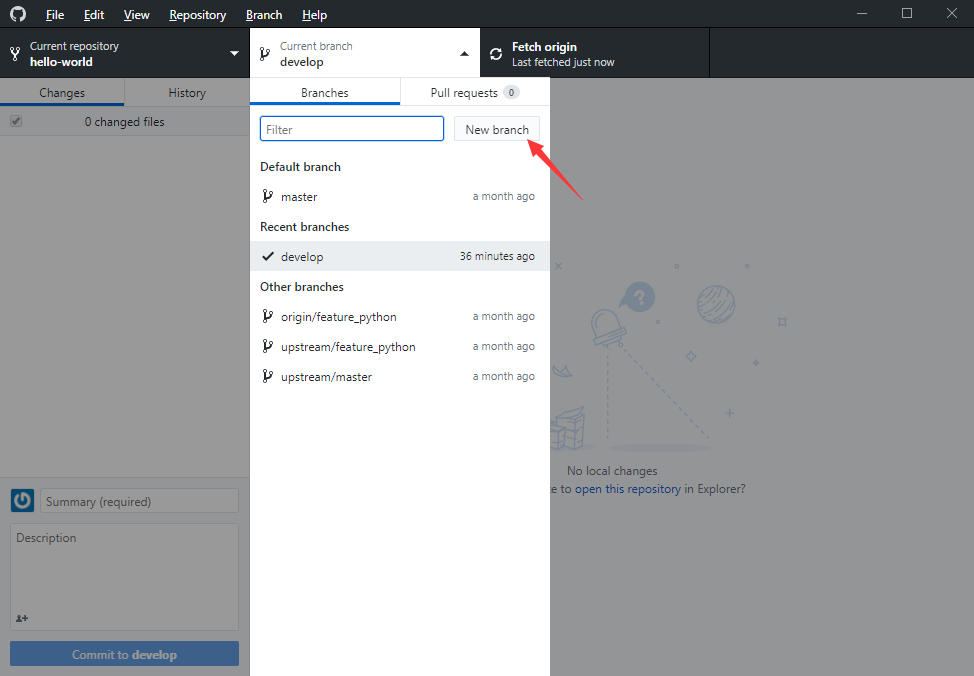 File Edit View Repository Branch Help
Current repository
hello-world
Current branch
develop
Fetch origin
Last fetched just now
Changes History
Branches Pull requests 0
0 changed files
Filter New branch
Default branch
master a month ago
Recent branches
develop 36 minutes ago
Other branches
origin/feature_python a month ago
upstream/feature_python a month ago
upstream/master a month ago
?
No local changes
e to open this repository in Explorer?
Summary (required)
Description
Commit to develop